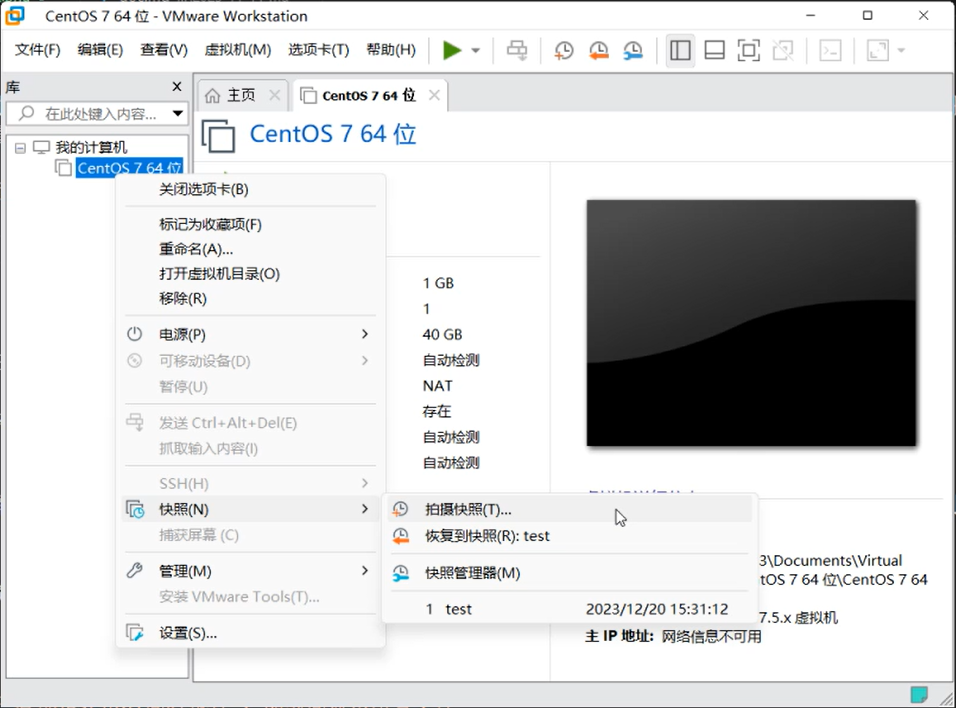 CentOS 7 64 位 - VMware Workstation
文件(F) 编辑(E) 查看(V) 虚拟机(M) 选项卡(T) 帮助(H)
库
主页
CentOS 7 64 位
在此处键入内容...
CentOS 7 64 位
我的计算机
CentOS 7 64 位
关闭选项卡(B)
标记为收藏项(F)
重命名(A)...
打开虚拟机目录(O)
移除(R)
电源(P)
可移动设备(D)
暂停(U)
发送 Ctrl+Alt+Del(E)
抓取输入内容(I)
SSH(H)
快照(N)
捕获屏幕 (C)
管理(M)
安装 VMware Tools(T)...
设置(S)...
1 GB
1
40 GB
自动检测
NAT
存在
自动检测
自动检测
拍摄快照(T)...
恢复到快照(R): test
快照管理器(M)
1 test 2023/12/20 15:31:12
3\Documents\Virtual
tOS 7 64 位\CentOS 7 64
7.5.x 虚拟机
主 IP 地址: 网络信息不可用